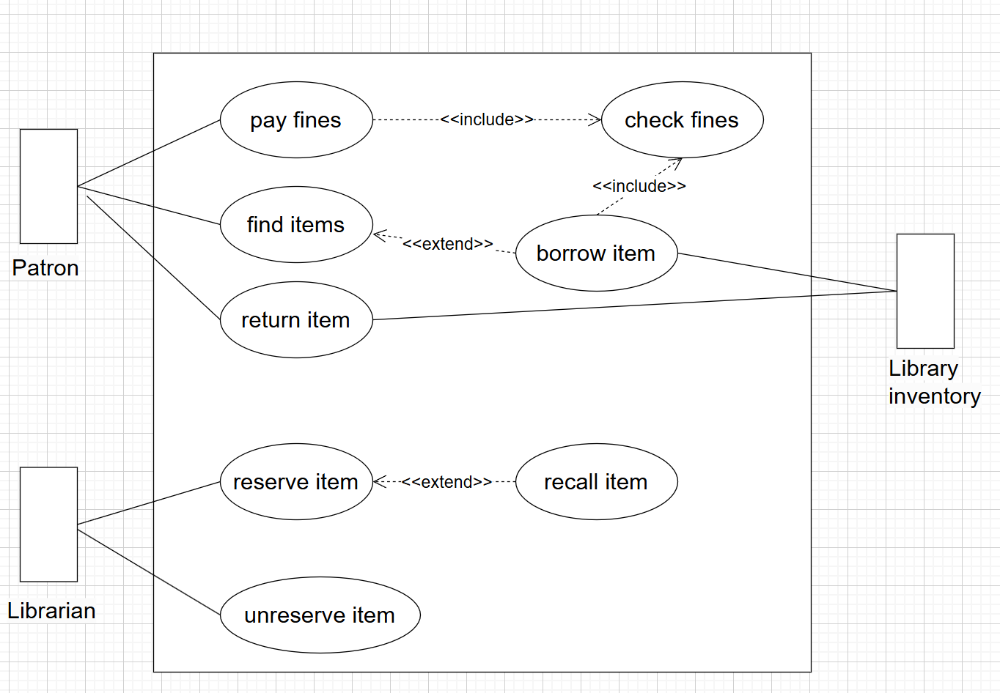 pay fines
<<include>>
check fines
<<include>>
find items
<<extend>>
borrow item
Patron
return item
Library
inventory
reserve item
<<extend>>
recall item
Librarian
unreserve item